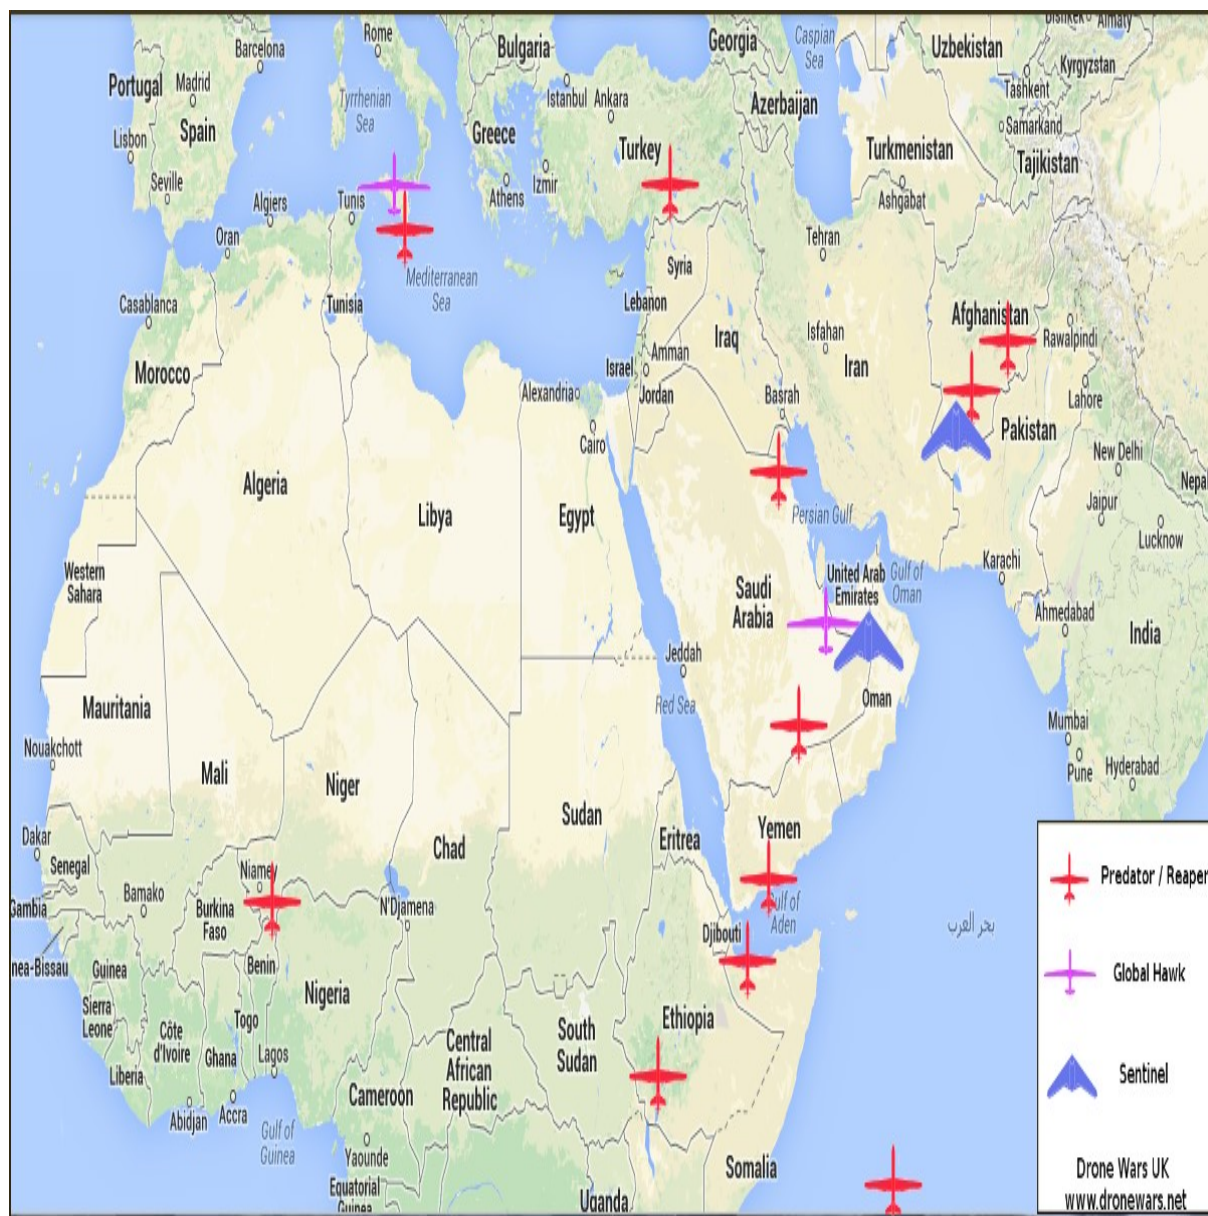 Rome
Barcelona
Bulgaria
Georgia
Caspian
Sea
Uzbekistan
Bishkek
Almaty
Kyrgyzstan
Portugal
Madrid
Tyrrhenian
Sea
Istanbul
Ankara
Azerbaijan
Tashkent
Samarkand
Lisbon
Spain
Greece
Turkey
Turkmenistan
Tajikistan
Seville
Algiers
Tunis
Athens
Izmir
Ashgabat
Oran
Tehran
Mediterranean
Sea
Syria
Casablanca
Tunisia
Lebanon
Iraq
Isfahan
Iran
Afghanistan
Rawalpindi
Morocco
Israel
Amman
Jordan
Alexandria
Basrah
Lahore
Cairo
Pakistan
New Delhi
Nepal
Algeria
Libya
Egypt
Persian Gulf
Jaipur
Lucknow
Western
Sahara
Saudi
Arabia
United Arab
Emirates
Gulf of
Oman
Karachi
Ahmedabad
India
Jeddah
Mauritania
Red Sea
Oman
Mumbai
Nouakchott
Mali
Niger
Pune
Hyderabad
Sudan
Dakar
Senegal
Chad
Eritrea
Yemen
Gambia
Bamako
Niamey
Burkina
Faso
N'Djamena
Gulf of
Aden
Djibouti
بحر العرب
nea-Bissau
Guinea
Benin
Nigeria
Sierra
Leone
Côte
d'Ivoire
Togo
Ghana
Lagos
Liberia
Abidjan
Accra
Gulf of
Guinea
Cameroon
Central
African
Republic
South
Sudan
Ethiopia
Yaounde
Equatorial
Guinea
Uganda
Somalia
Predator / Reaper
Global Hawk
Sentinel
Drone Wars UK
www.dronewars.net